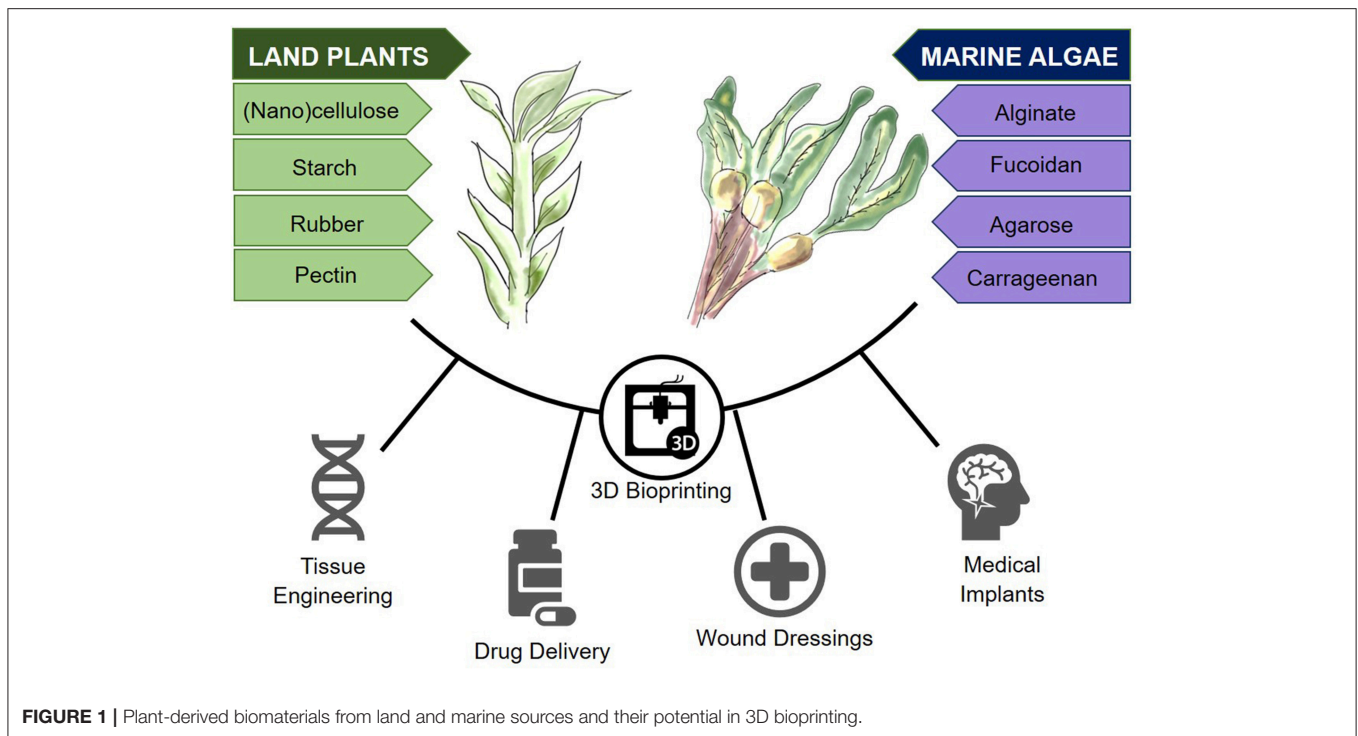 LAND PLANTS
(Nano)cellulose
Starch
Rubber
Pectin
MARINE ALGAE
Alginate
Fucoidan
Agarose
Carrageenan
3D
3D Bioprinting
Tissue
Engineering
Drug Delivery
Wound Dressings
Medical
Implants
FIGURE 1 | Plant-derived biomaterials from land and marine sources and their potential in 3D bioprinting.